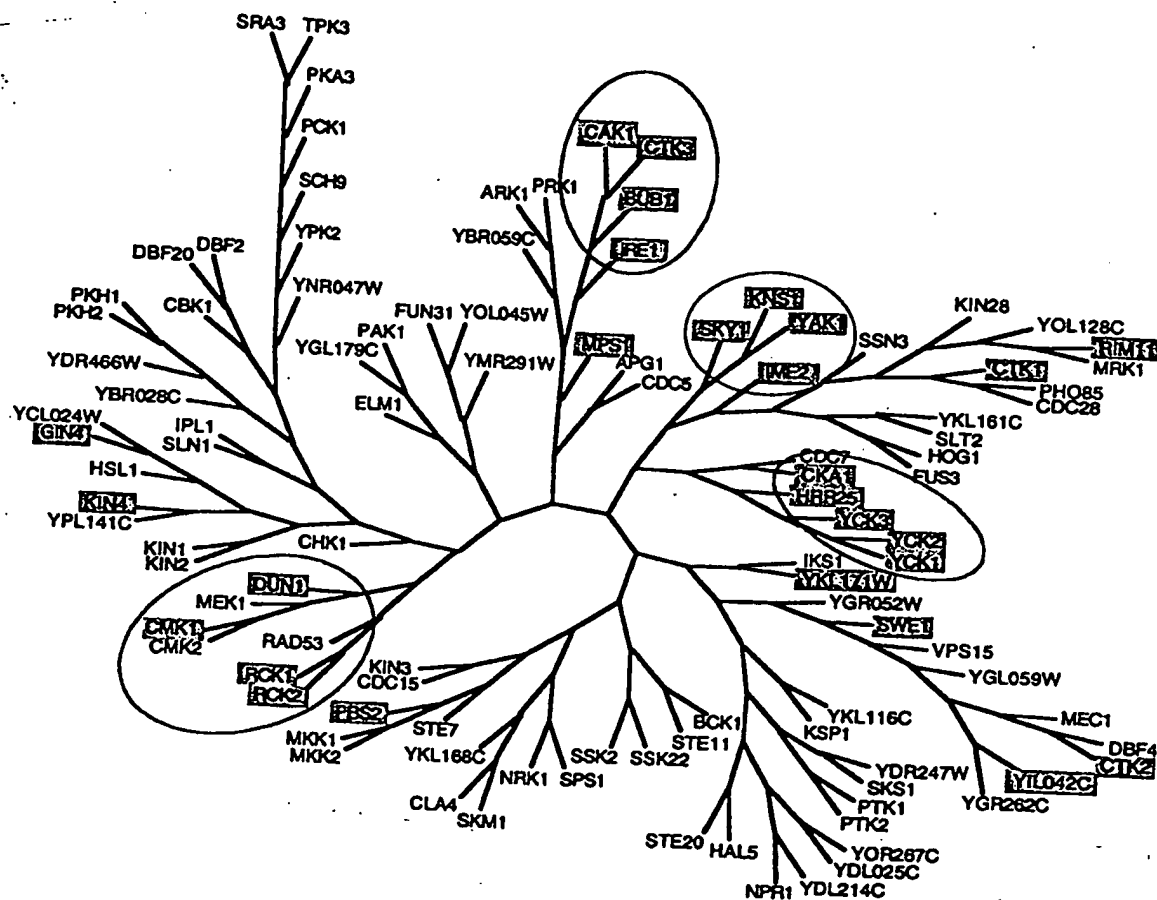 SRA3 TPK3
PKA3
PCK1
SCH9
YPK2
YNR047W
DBF20 DBF2
CBK1
PKH1
PKH2
YDR466W
YBR028C
YCL024W
GIN4
IPL1
SLN1
HSL1
KIN4
YPL141C
KIN1
KIN2
CHK1
ARK1 PRK1
YBR059C
CAK1
CTK3
BUB1
IRE1
FUN31 YOL045W
PAK1
YGL179C
YMR291W
ELM1
MPS1
APG1
CDC5
KNS1
SKY1
YAK1
IME2
SSN3
KIN28
YOL128C
RIM11
MRK1
CTK1
PHO85
CDC28
YKL161C
SLT2
HOG1
FUS3
CDC7
CKA1
HRR25
YCK3
YCK2
YCK1
IKS1
YKL171W
YGR052W
SWE1
VPS15
YGL059W
MEC1
DBF4
CTK2
YIL042C
YGR262C
DUN1
MEK1
CMK1
CMK2
RAD53
RCK1
RCK2
KIN3
CDC15
PBS2
MKK1
MKK2
STE7
YKL168C
CLA4
SKM1
NRK1
SPS1
SSK2
SSK22
STE11
BCK1
YKL116C
KSP1
YDR247W
SKS1
PTK1
PTK2
STE20
HAL5
YOR267C
YDL025C
YDL214C
NPR1